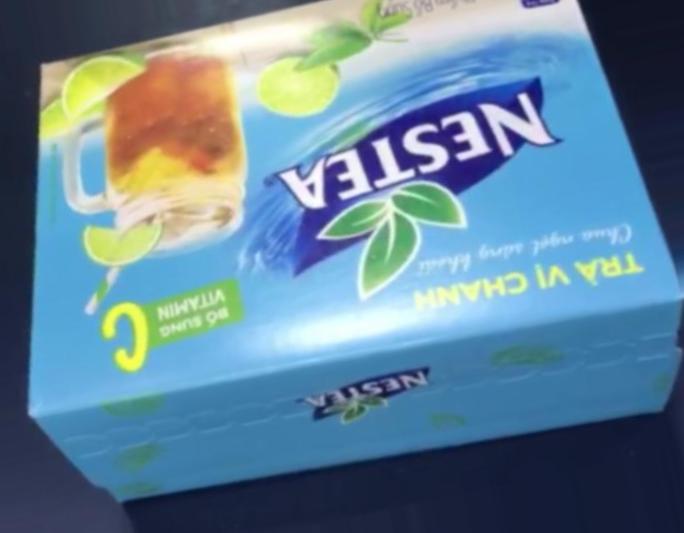 TRÀ VỊ CHANH
Chua ngọt sảng khoái
NESTEA
BỔ SUNG
VITAMIN
C
NESTEA